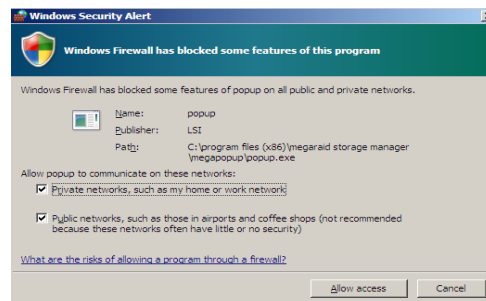 Windows Security Alert
Windows Firewall has blocked some features of this program
Windows Firewall has blocked some features of popup on all public and private networks.
Name: popup
Publisher: LSI
Path: C:\program files (x86)\megaraid storage manager
\megapopup\popup.exe
Allow popup to communicate on these networks:
Private networks, such as my home or work network
Public networks, such as those in airports and coffee shops (not recommended
because these networks often have little or no security)
What are the risks of allowing a program through a firewall?
Allow access Cancel